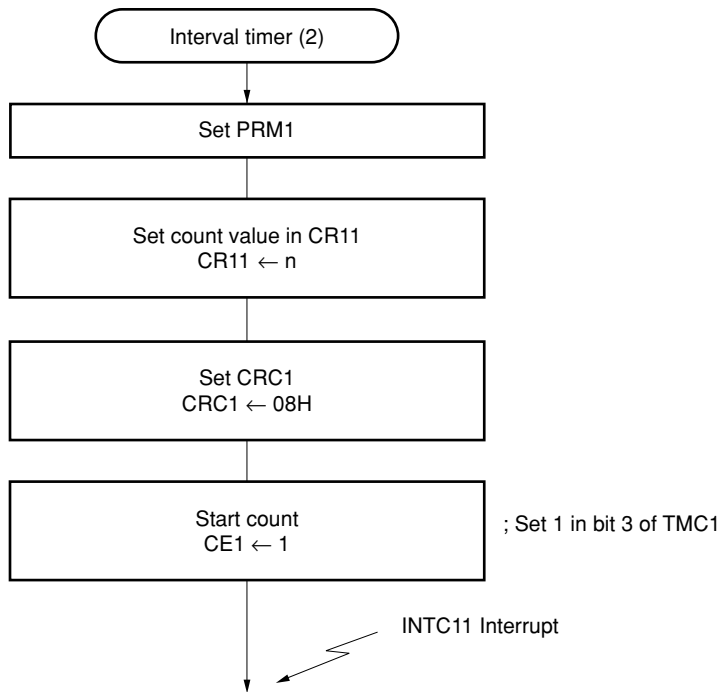 Interval timer (2)
Set PRM1
Set count value in CR11
CR11 ← n
Set CRC1
CRC1 ← 08H
Start count
CE1 ← 1
; Set 1 in bit 3 of TMC1
INTC11 Interrupt